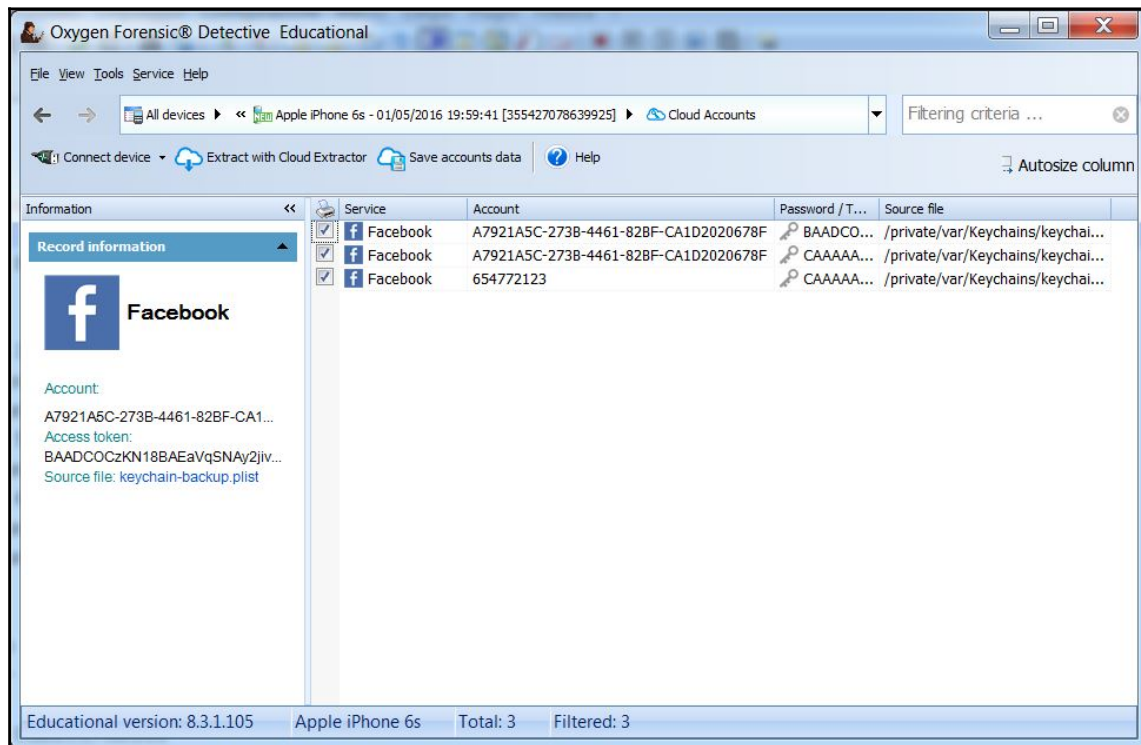 Oxygen Forensic® Detective Educational
File View Tools Service Help
All devices « Apple iPhone 6s - 01/05/2016 19:59:41 [355427078639925] Cloud Accounts
Filtering criteria ...
Connect device Extract with Cloud Extractor Save accounts data Help
Autosize column
Information « Service Account Password / T... Source file
Record information
Facebook A7921A5C-273B-4461-82BF-CA1D2020678F BAADCO... /private/var/Keychains/keychai...
Facebook A7921A5C-273B-4461-82BF-CA1D2020678F CAAAAA... /private/var/Keychains/keychai...
Facebook 654772123 CAAAAA... /private/var/Keychains/keychai...
f Facebook
Account:
A7921A5C-273B-4461-82BF-CA1...
Access token:
BAADCOCzKN18BAEaVqSNAy2jiv...
Source file: keychain-backup.plist
Educational version: 8.3.1.105 Apple iPhone 6s Total: 3 Filtered: 3